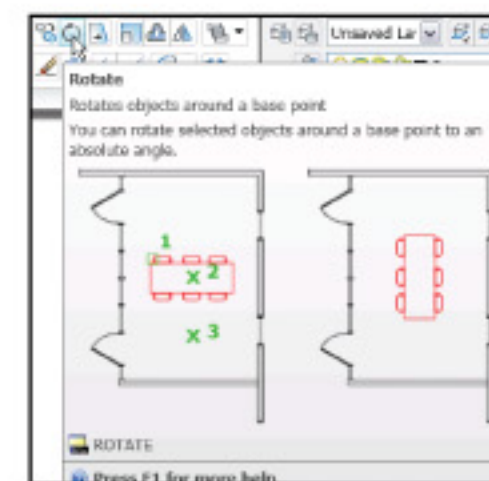 Unsaved Lar
Rotate
Rotates objects around a base point
You can rotate selected objects around a base point to an
absolute angle.
1
2
3
ROTATE
Press F1 for more help